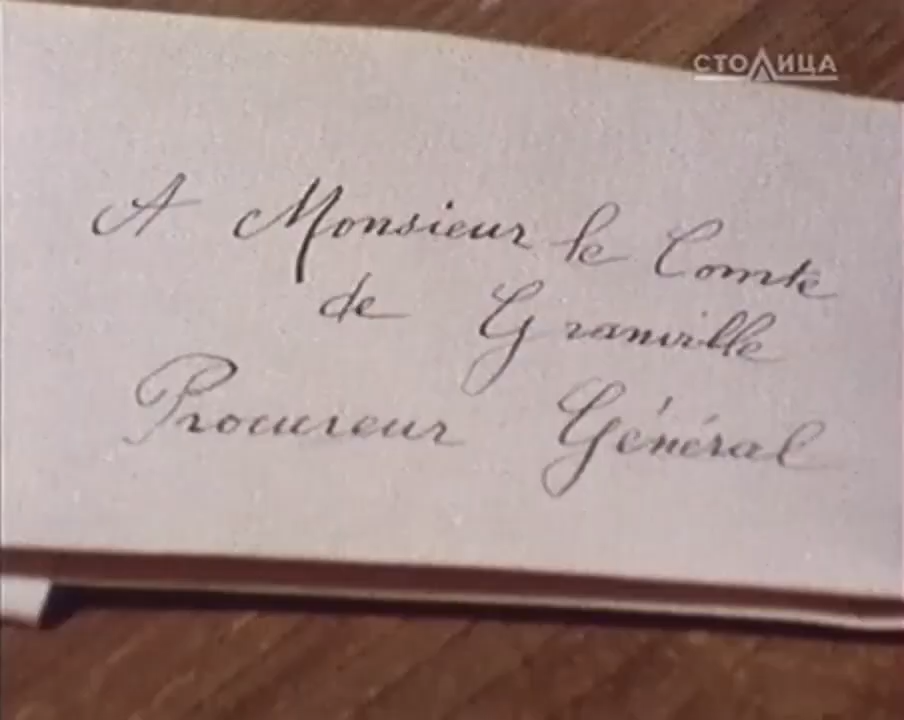 СТОЛИЦА
A Monsieur le Comte
de Granville
Procureur Général